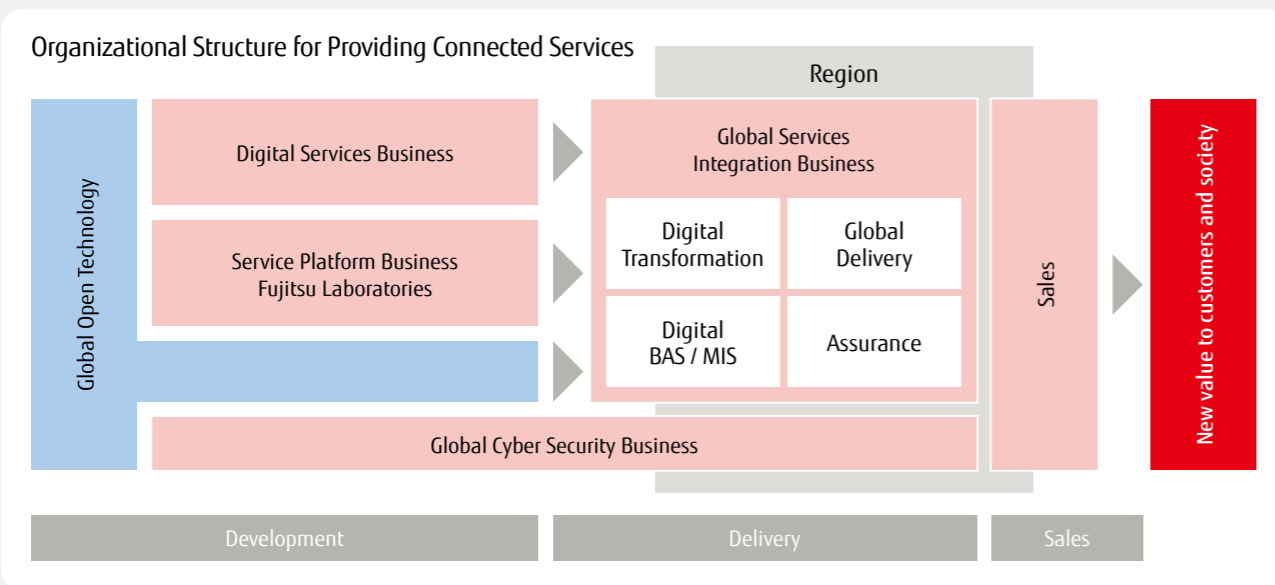 Organizational Structure for Providing Connected Services
Region
Global Open Technology
Digital Services Business
Service Platform Business
Fujitsu Laboratories
Global Services
Integration Business
Digital
Transformation
Global
Delivery
Digital
BAS / MIS
Assurance
Global Cyber Security Business
Sales
New value to customers and society
Development
Delivery
Sales